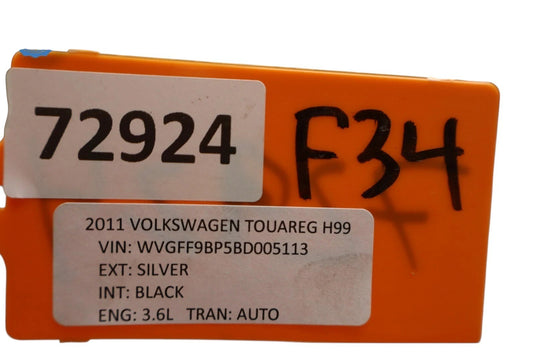 72924
F34
2011 VOLKSWAGEN TOUAREG H99
VIN: WVGFF9BP5BD005113
EXT: SILVER
INT: BLACK
ENG: 3.6L TRAN: AUTO